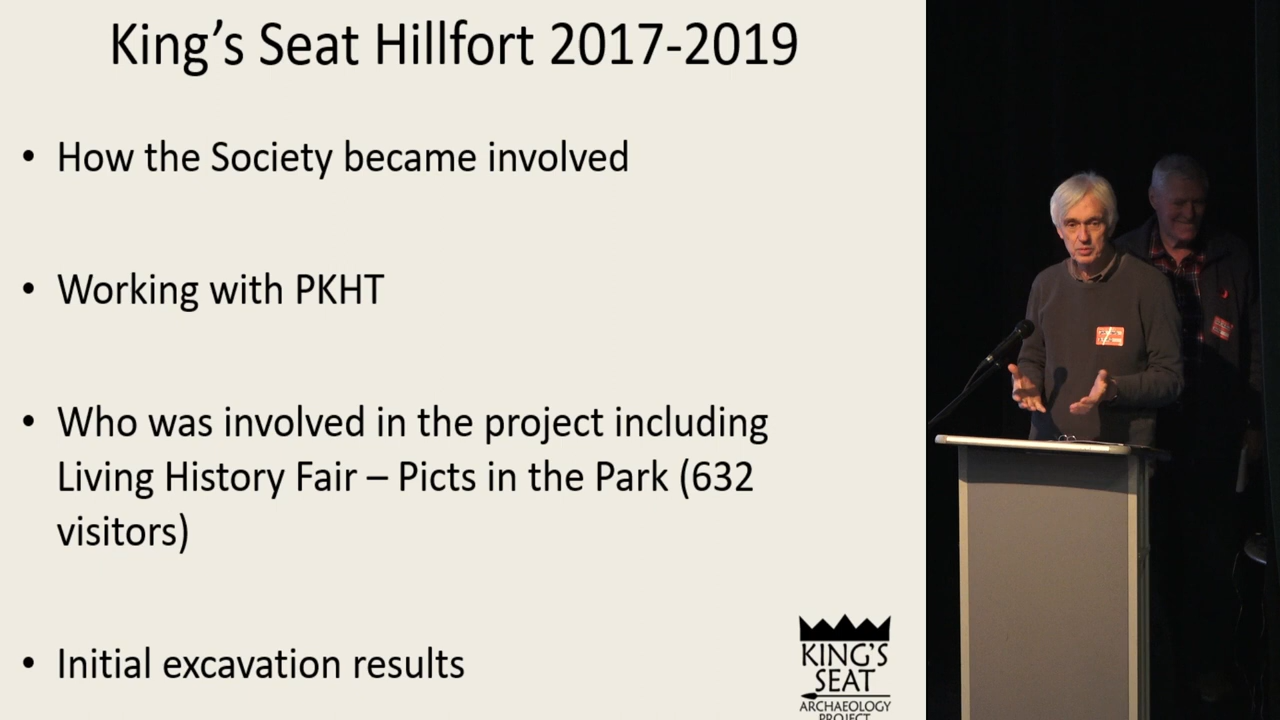 King's Seat Hillfort 2017-2019
• How the Society became involved
• Working with PKHT
• Who was involved in the project including
Living History Fair – Picts in the Park (632
visitors)
• Initial excavation results
KING'S
SEAT
ARCHAEOLOGY
PROJECT